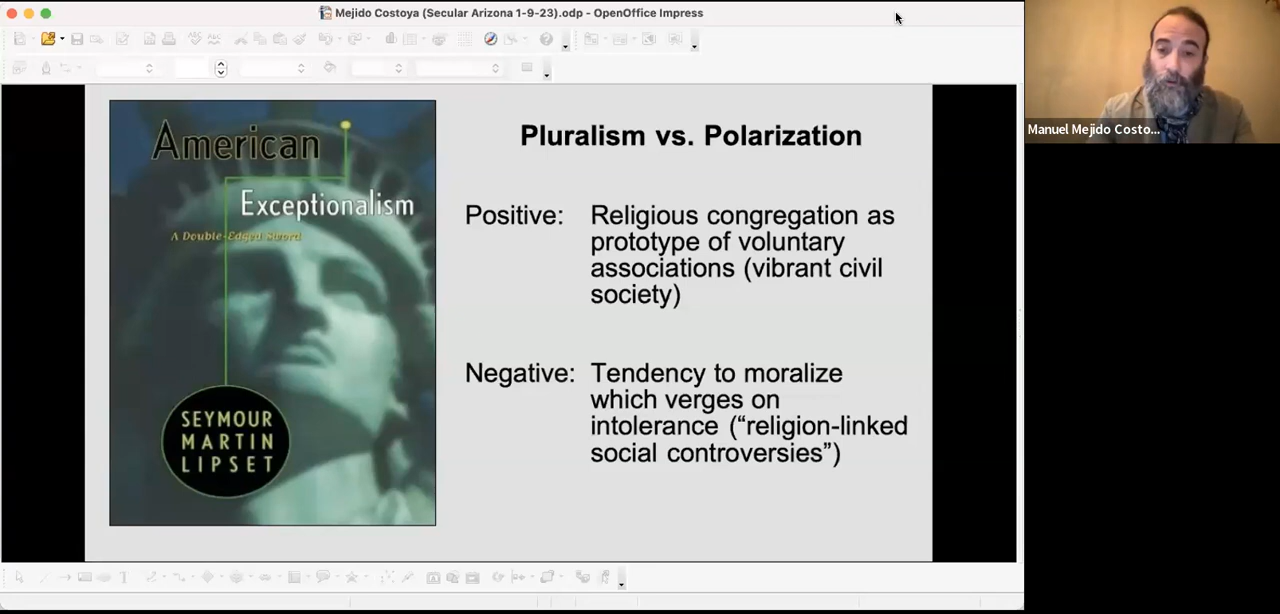 Mejido Costoya (Secular Arizona 1-9-23).odp - OpenOffice Impress
American
Exceptionalism
A Double-Edged Sword
SEYMOUR
MARTIN
LIPSET
Pluralism vs. Polarization
Positive: Religious congregation as
prototype of voluntary
associations (vibrant civil
society)
Negative: Tendency to moralize
which verges on
intolerance (“religion-linked
social controversies”)
Manuel Mejido Costo...